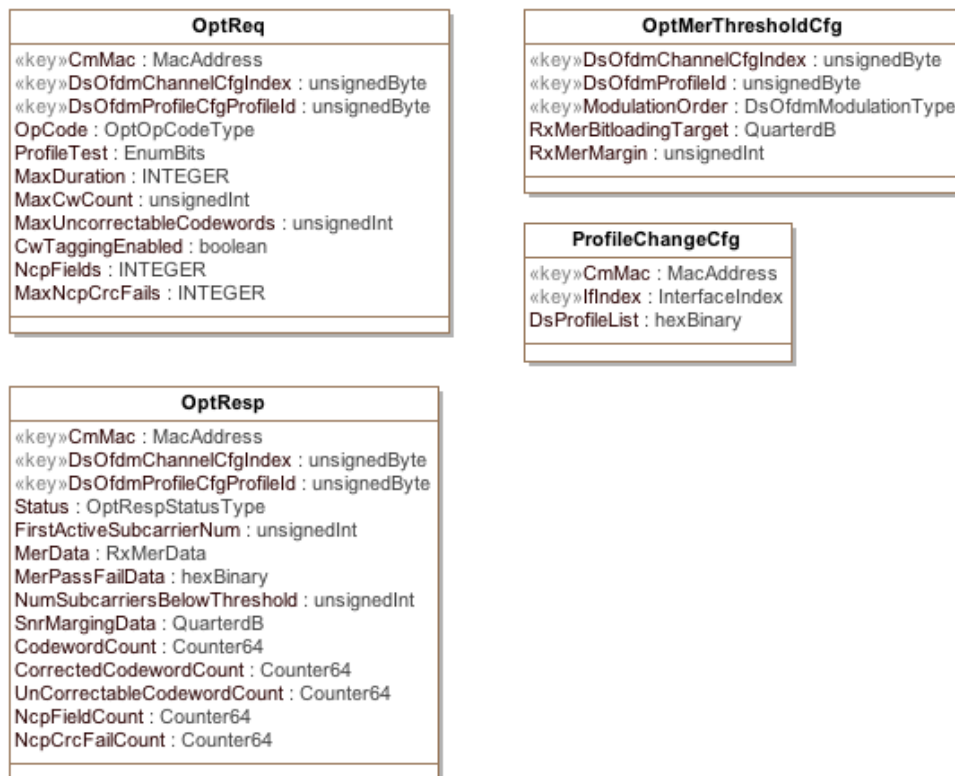 OptReq
«key»CmMac : MacAddress
«key»DsOfdmChannelCfgIndex : unsignedByte
«key»DsOfdmProfileCfgProfileId : unsignedByte
OpCode : OptOpCodeType
ProfileTest : EnumBits
MaxDuration : INTEGER
MaxCwCount : unsignedInt
MaxUncorrectableCodewords : unsignedInt
CwTaggingEnabled : boolean
NcpFields : INTEGER
MaxNcpCrcFails : INTEGER
OptMerThresholdCfg
«key»DsOfdmChannelCfgIndex : unsignedByte
«key»DsOfdmProfileId : unsignedByte
«key»ModulationOrder : DsOfdmModulationType
RxMerBitloadingTarget : QuarterdB
RxMerMargin : unsignedInt
ProfileChangeCfg
«key»CmMac : MacAddress
«key»IfIndex : InterfaceIndex
DsProfileList : hexBinary
OptResp
«key»CmMac : MacAddress
«key»DsOfdmChannelCfgIndex : unsignedByte
«key»DsOfdmProfileCfgProfileId : unsignedByte
Status : OptRespStatusType
FirstActiveSubcarrierNum : unsignedInt
MerData : RxMerData
MerPassFailData : hexBinary
NumSubcarriersBelowThreshold : unsignedInt
SnrMargingData : QuarterdB
CodewordCount : Counter64
CorrectedCodewordCount : Counter64
UnCorrectableCodewordCount : Counter64
NcpFieldCount : Counter64
NcpCrcFailCount : Counter64